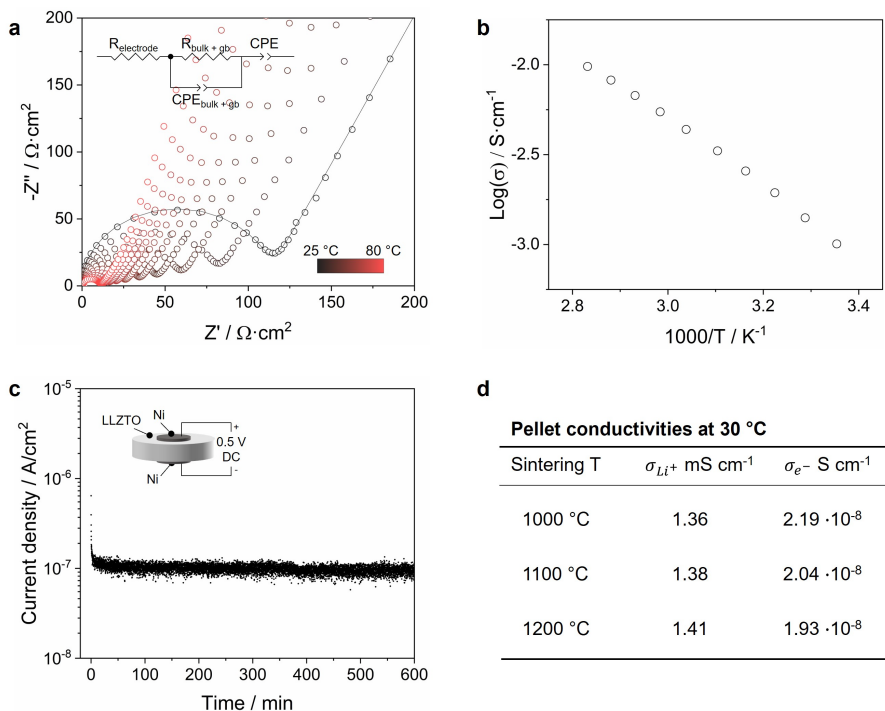 a
200
150
100
50
0
-Z" / Ω·cm²
R_electrode R_bulk + gb CPE
CPE_bulk + gb
25 °C 80 °C
0 50 100 150 200
Z' / Ω·cm²
b
-2.0
-2.5
-3.0
Log(σ) / S·cm⁻¹
2.8 3.0 3.2 3.4
1000/T / K⁻¹
c
10⁻⁵
10⁻⁶
10⁻⁷
10⁻⁸
Current density / A/cm²
LLZTO Ni
+
0.5 V
DC
-
Ni
0 100 200 300 400 500 600
Time / min
d
Pellet conductivities at 30 °C
Sintering T σ_Li⁺ mS cm⁻¹ σ_e⁻ S cm⁻¹
1000 °C 1.36 2.19 ·10⁻⁸
1100 °C 1.38 2.04 ·10⁻⁸
1200 °C 1.41 1.93 ·10⁻⁸